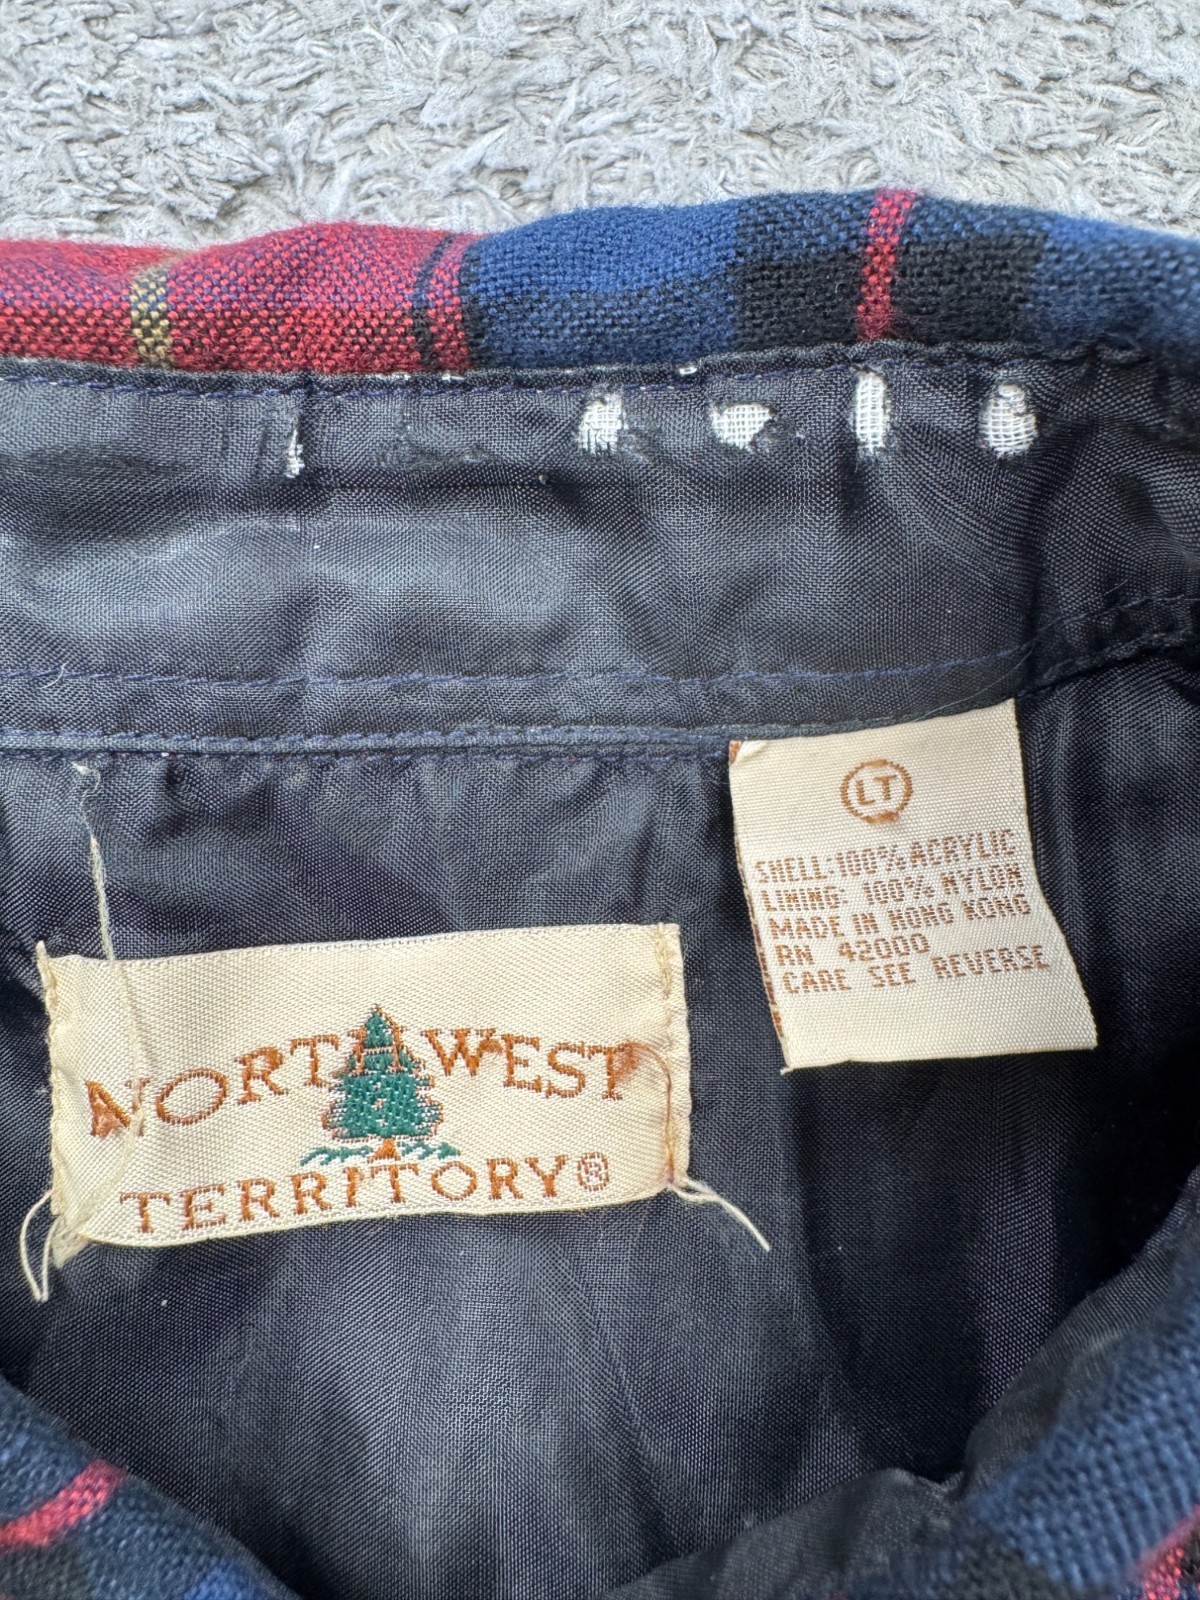 LT
SHELL:100% ACRYLIC
LINING: 100% NYLON
MADE IN HONG KONG
RN 42000
CARE SEE REVERSE
NORTHWEST
TERRITORY®